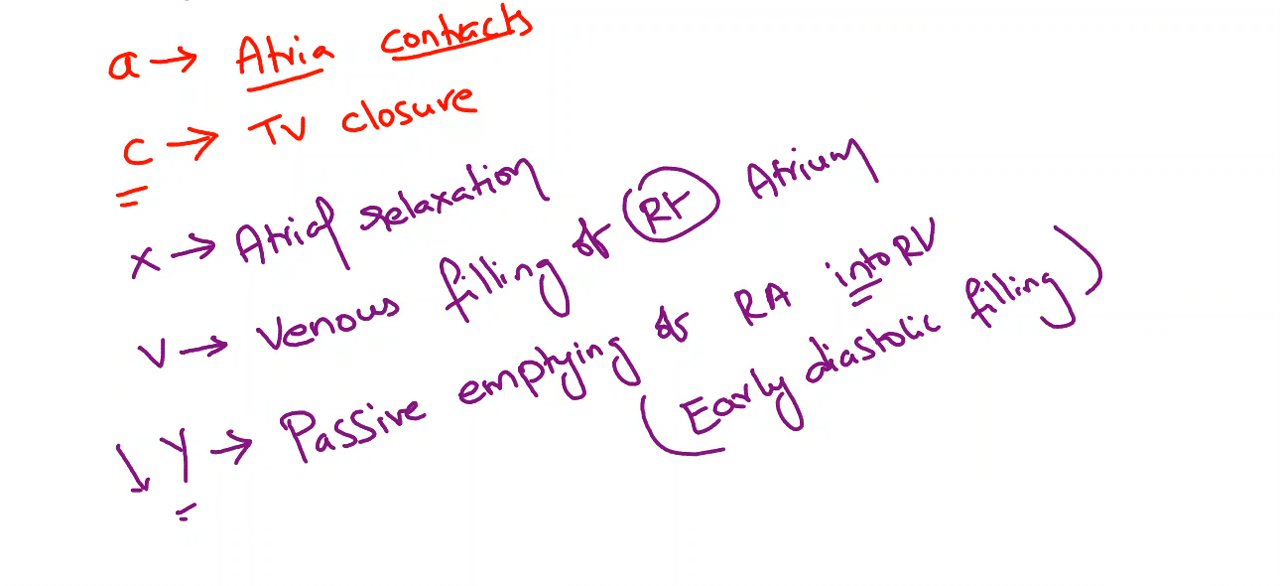 a → Atria contracts
c → TV closure
x → Atrial relaxation
v → Venous filling of Rt Atrium
↓ Y → Passive emptying of RA into RV
(Early diastolic filling)